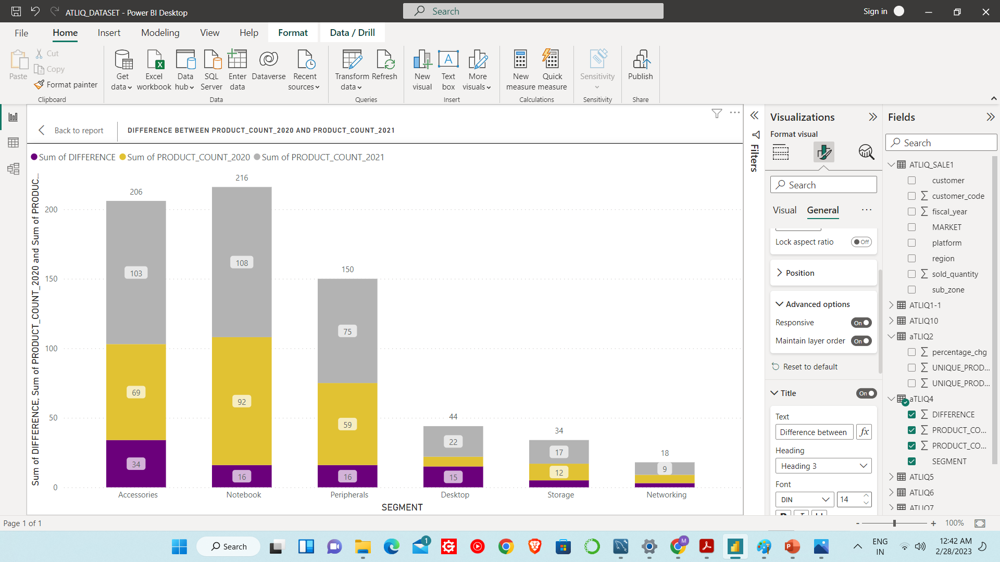 ATLIQ_DATASET - Power BI Desktop
Search
Sign in
File Home Insert Modeling View Help Format Data / Drill
Paste
Cut
Copy
Format painter
Clipboard
Get data
Excel workbook
Data hub
SQL Server
Enter data
Dataverse
Recent sources
Data
Transform data
Refresh
Queries
New visual
Text box
More visuals
Insert
New measure
Quick measure
Calculations
Sensitivity
Sensitivity
Publish
Share
Back to report
DIFFERENCE BETWEEN PRODUCT_COUNT_2020 AND PRODUCT_COUNT_2021
Sum of DIFFERENCE Sum of PRODUCT_COUNT_2020 Sum of PRODUCT_COUNT_2021
Sum of DIFFERENCE, Sum of PRODUCT_COUNT_2020 and Sum of PRODUC...
200
150
100
50
0
206
103
69
34
216
108
92
16
150
75
59
16
44
22
15
34
17
12
18
9
Accessories Notebook Peripherals Desktop Storage Networking
SEGMENT
Filters
Visualizations
Format visual
Search
Visual General ...
Lock aspect ratio Off
Position
Advanced options
Responsive On
Maintain layer order On
Reset to default
Title On
Text
Difference between
fx
Heading
Heading 3
Font
DIN 14
Fields
Search
ATLIQ_SALE1
customer
customer_code
fiscal_year
MARKET
platform
region
sold_quantity
sub_zone
ATLIQ1-1
ATLIQ10
aTLIQ2
percentage_chg
UNIQUE_PROD...
UNIQUE_PROD...
aTLIQ4
DIFFERENCE
PRODUCT_CO...
PRODUCT_CO...
SEGMENT
ATLIQ5
ATLIQ6
ATLIQ7
Page 1 of 1
- + 100%
Search
1
M
ENG
IN
12:42 AM
2/28/2023